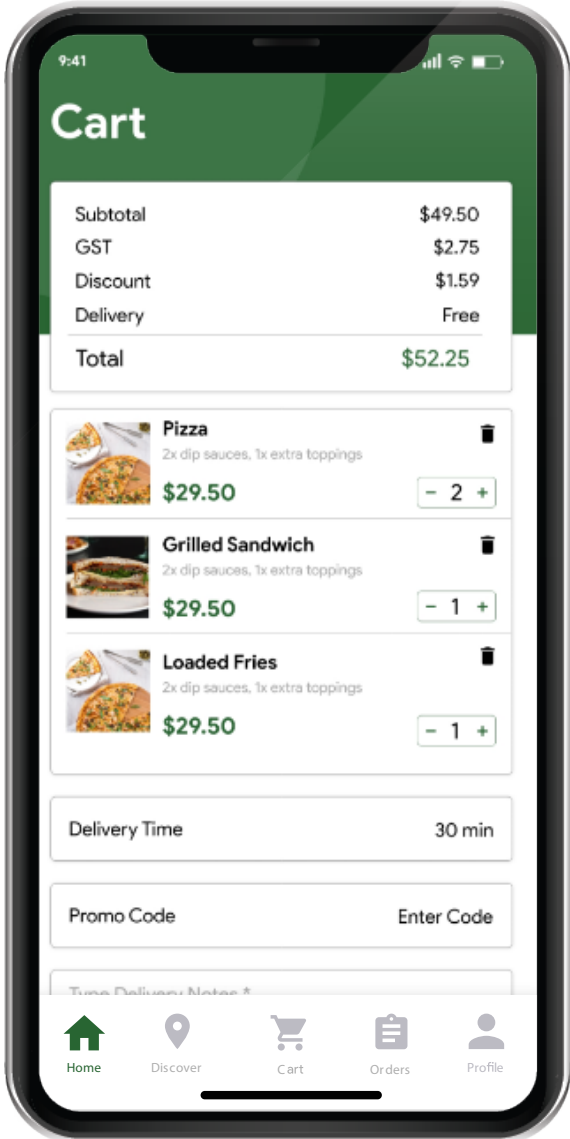 9:41
Cart
Subtotal $49.50
GST $2.75
Discount $1.59
Delivery Free
Total $52.25
Pizza
2x dip sauces, 1x extra toppings
$29.50 − 2 +
Grilled Sandwich
2x dip sauces, 1x extra toppings
$29.50 − 1 +
Loaded Fries
2x dip sauces, 1x extra toppings
$29.50 − 1 +
Delivery Time 30 min
Promo Code Enter Code
Type Delivery Notes *
Home Discover Cart Orders Profile